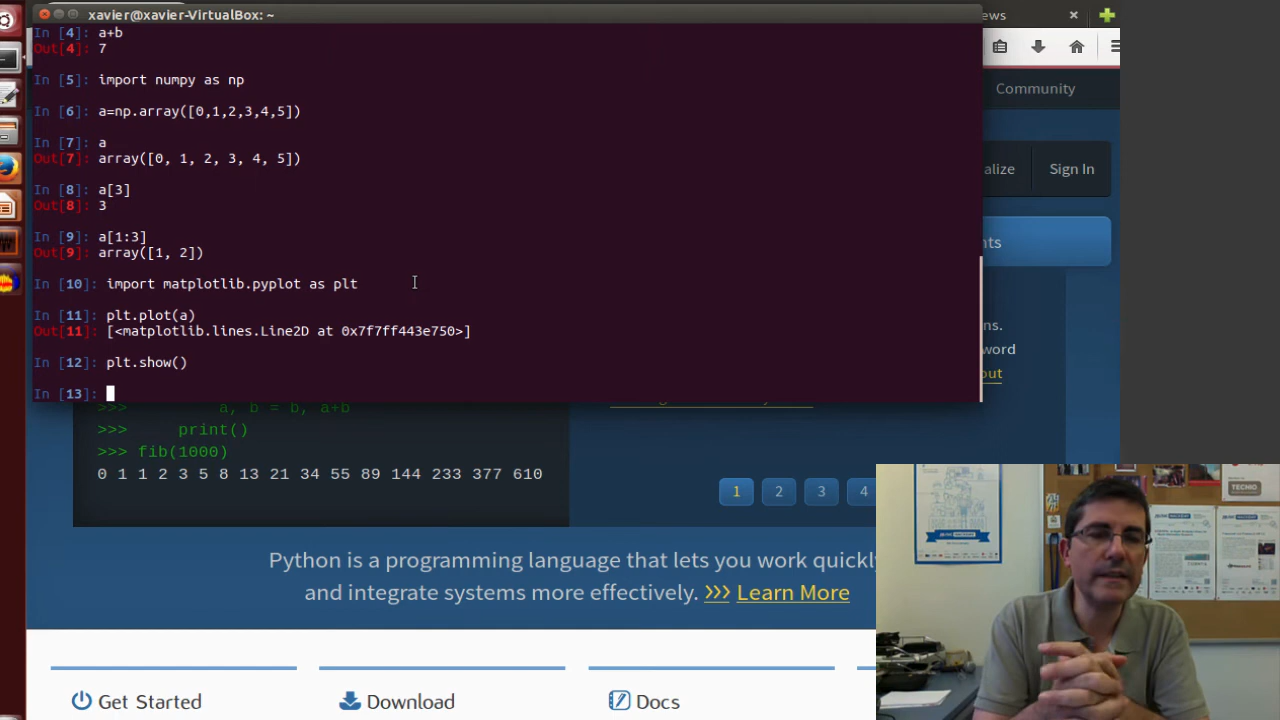 xavier@xavier-VirtualBox: ~
ews
In [4]: a+b
Out[4]: 7
In [5]: import numpy as np
In [6]: a=np.array([0,1,2,3,4,5])
In [7]: a
Out[7]: array([0, 1, 2, 3, 4, 5])
In [8]: a[3]
Out[8]: 3
In [9]: a[1:3]
Out[9]: array([1, 2])
In [10]: import matplotlib.pyplot as plt
In [11]: plt.plot(a)
Out[11]: [<matplotlib.lines.Line2D at 0x7f7ff443e750>]
In [12]: plt.show()
In [13]:
Community
alize
Sign In
nts
ns.
word
out
>>> a, b = b, a+b
>>> print()
>>> fib(1000)
0 1 1 2 3 5 8 13 21 34 55 89 144 233 377 610
1 2 3 4
Python is a programming language that lets you work quickly
and integrate systems more effectively. >>> Learn More
Get Started
Download
Docs
TECNIO